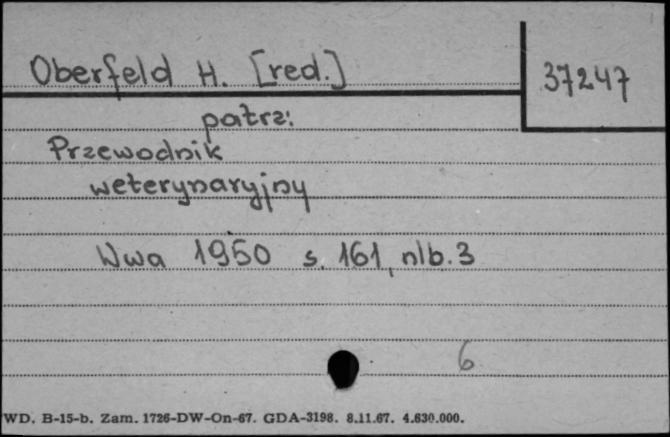 Oberfeld H. [red.]
37247
patrz:
Przewodnik
weterynaryjny
Wwa 1950 s. 161, nlb. 3
6
WD. B-15-b. Zam. 1726-DW-On-67. GDA-3198. 8.11.67. 4.630.000.